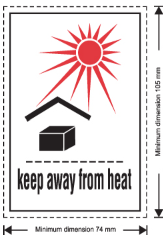 keep away from heat
Minimum dimension 74 mm
Minimum dimension 105 mm